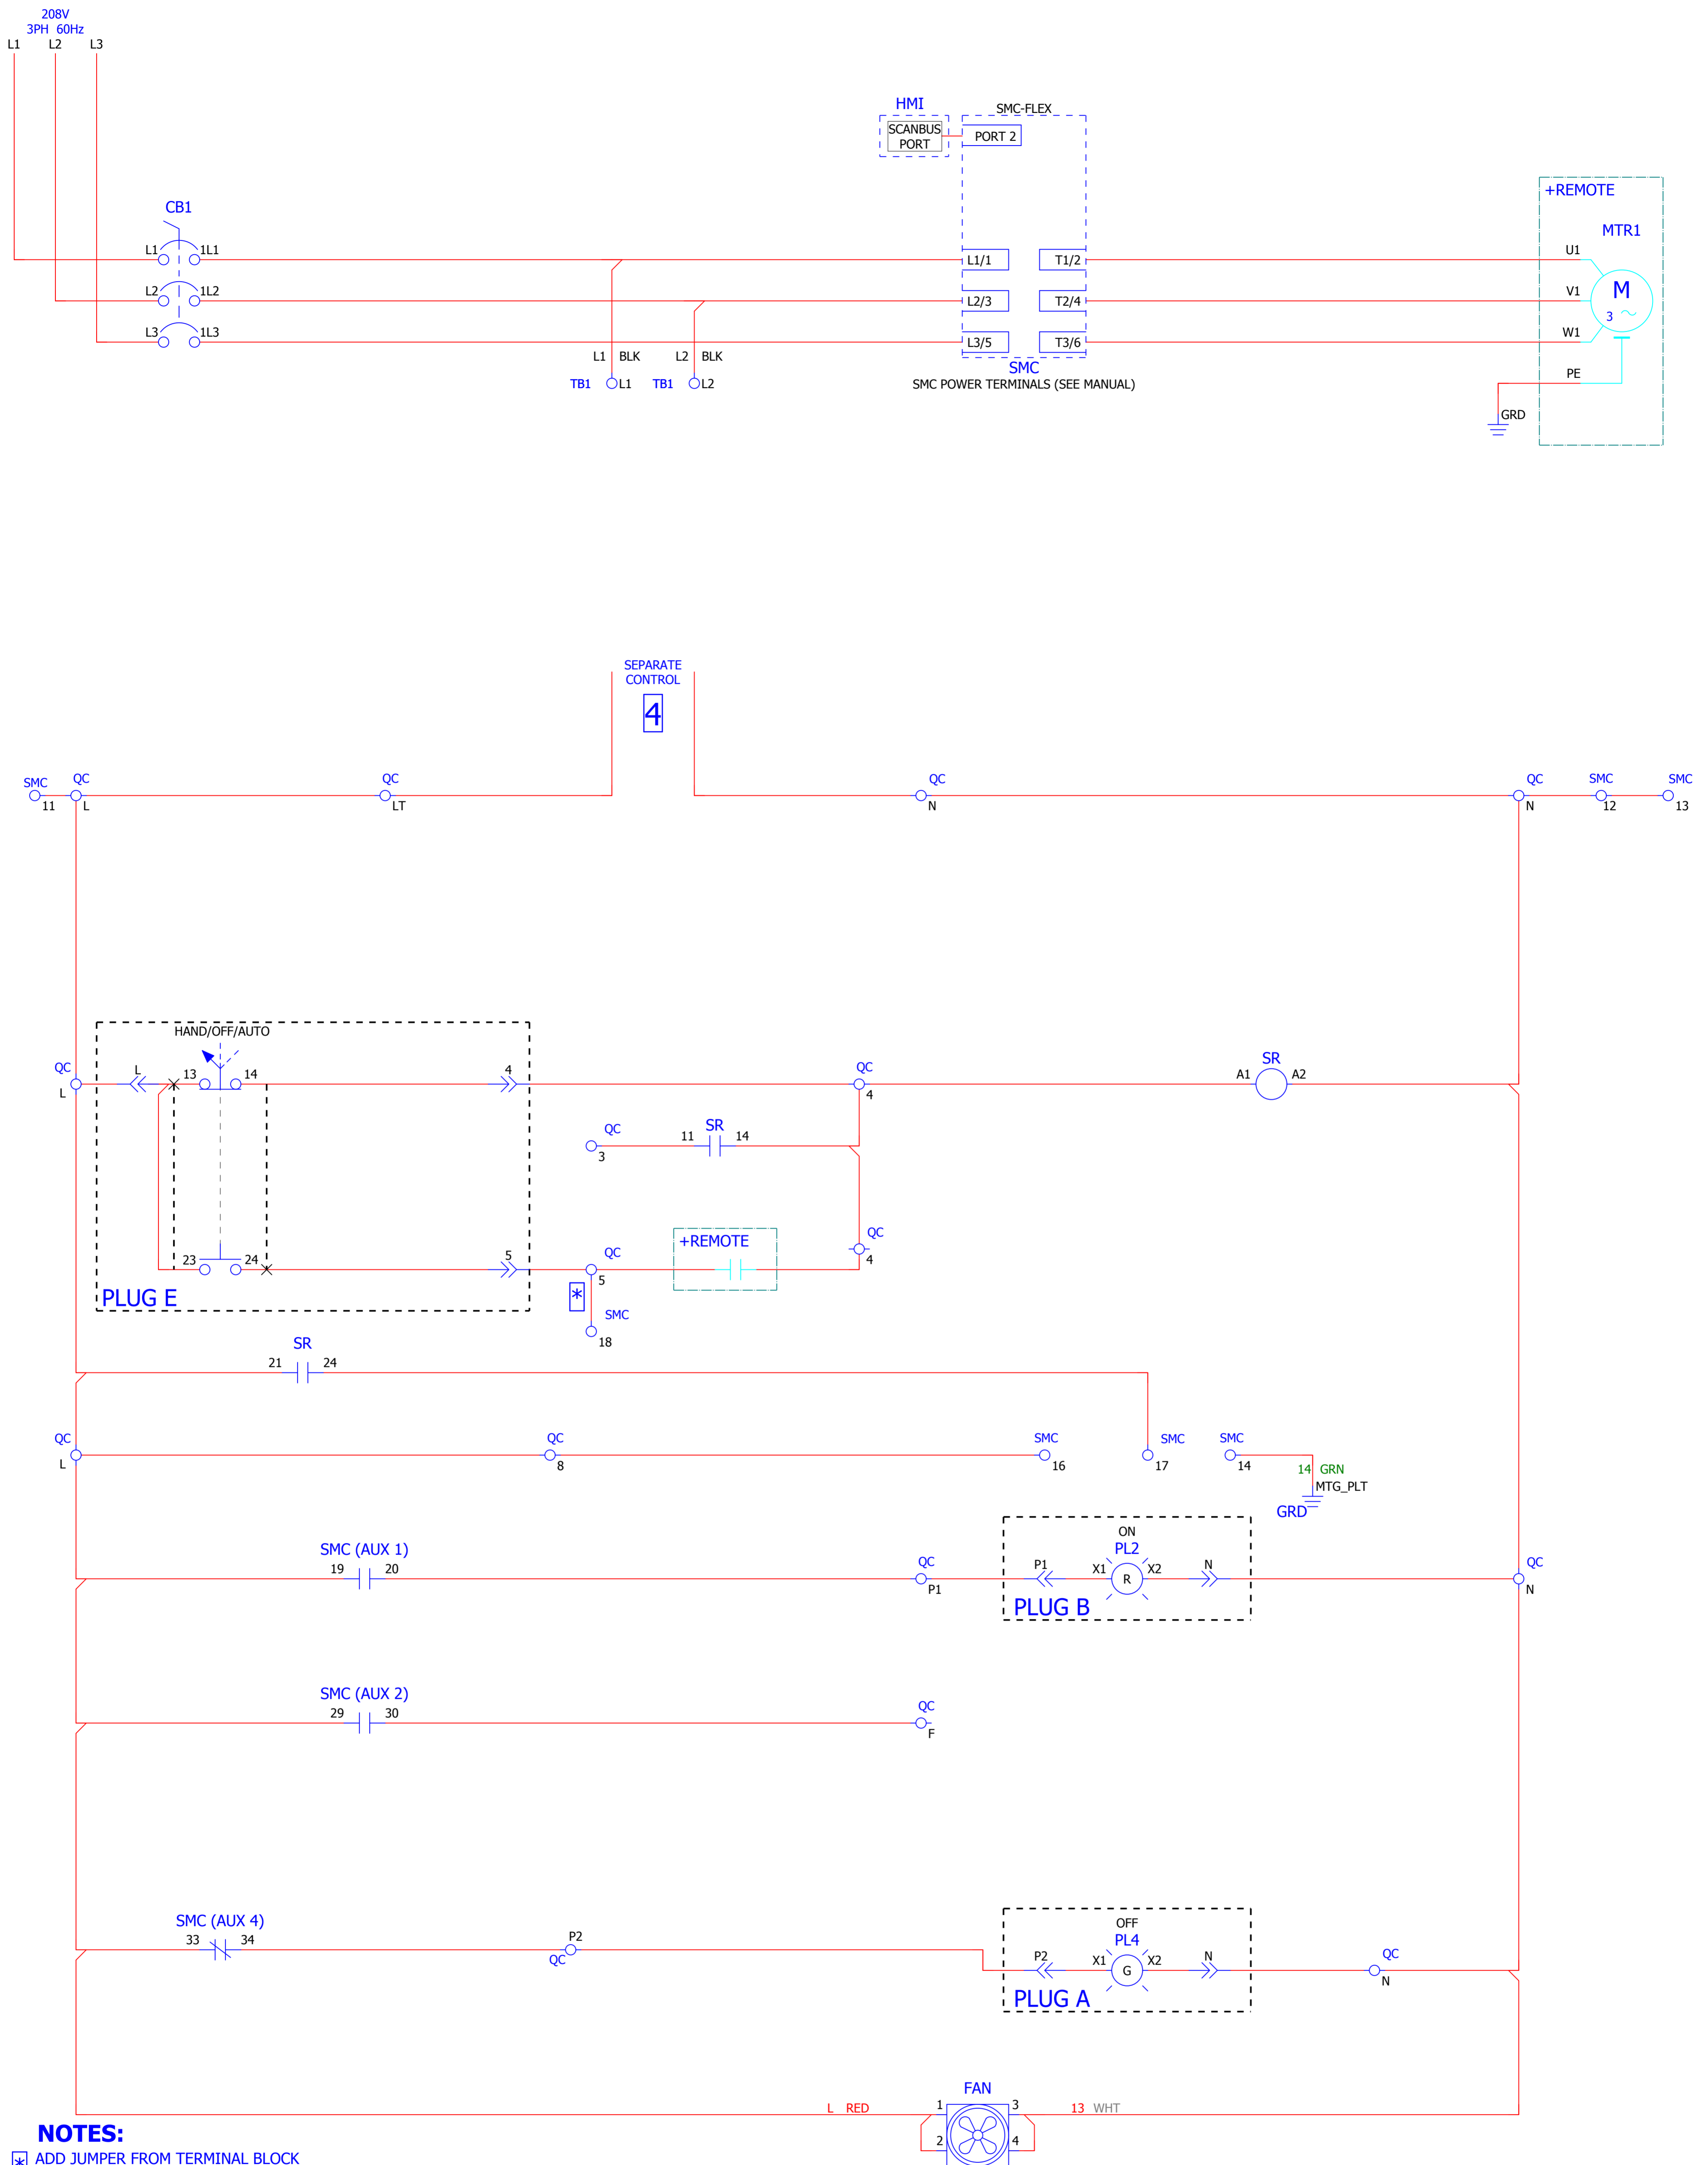 208V
3PH 60Hz
L1 L2 L3
HMI
SCANBUS
PORT
SMC-FLEX
PORT 2
+REMOTE
MTR1
CB1
L1 1L1
L2 1L2
L3 1L3
L1/1 T1/2
L2/3 T2/4
L3/5 T3/6
U1
V1
W1
PE
M
3
GRD
L1 BLK L2 BLK
TB1 L1 TB1 L2
SMC
SMC POWER TERMINALS (SEE MANUAL)
SEPARATE
CONTROL
4
SMC QC QC QC QC SMC SMC
11 L LT N N 12 13
HAND/OFF/AUTO
QC L 13 14 4 QC SR
L 4 A1 A2
QC SR
3 11 14
QC
4
23 24 5 QC +REMOTE
5
PLUG E
*
SMC
18
SR
21 24
QC QC SMC SMC SMC
L 8 16 17 14
14 GRN
MTG_PLT
GRD
ON
PL2
SMC (AUX 1)
19 20 QC P1 X1 R X2 N QC
P1 N
PLUG B
SMC (AUX 2)
29 30 QC
F
OFF
PL4
SMC (AUX 4)
33 34 P2 P2 X1 G X2 N QC
QC N
PLUG A
FAN
L RED 1 3 13 WHT
2 4
NOTES:
* ADD JUMPER FROM TERMINAL BLOCK